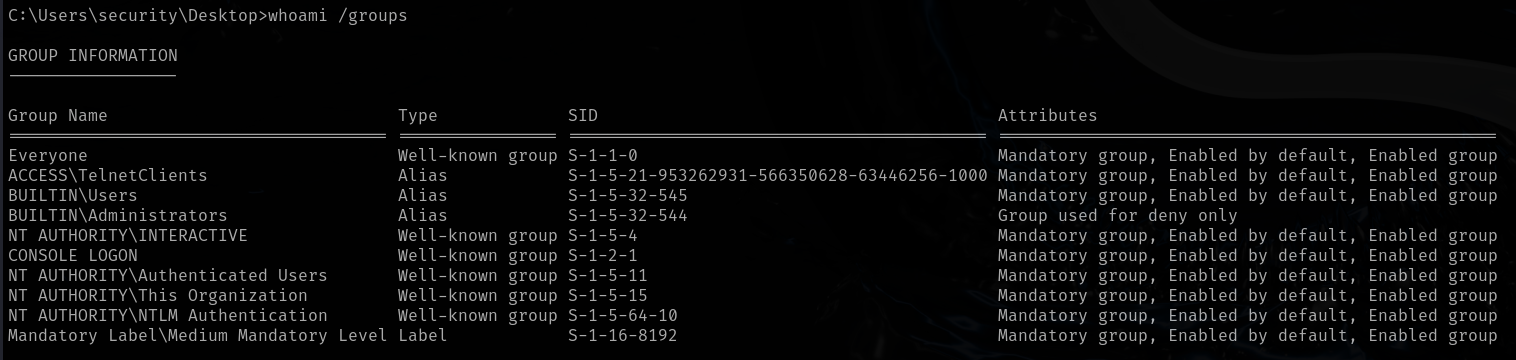 C:\Users\security\Desktop>whoami /groups
GROUP INFORMATION
Group Name Type SID Attributes
Everyone Well-known group S-1-1-0 Mandatory group, Enabled by default, Enabled group
ACCESS\TelnetClients Alias S-1-5-21-953262931-566350628-63446256-1000 Mandatory group, Enabled by default, Enabled group
BUILTIN\Users Alias S-1-5-32-545 Mandatory group, Enabled by default, Enabled group
BUILTIN\Administrators Alias S-1-5-32-544 Group used for deny only
NT AUTHORITY\INTERACTIVE Well-known group S-1-5-4 Mandatory group, Enabled by default, Enabled group
CONSOLE LOGON Well-known group S-1-2-1 Mandatory group, Enabled by default, Enabled group
NT AUTHORITY\Authenticated Users Well-known group S-1-5-11 Mandatory group, Enabled by default, Enabled group
NT AUTHORITY\This Organization Well-known group S-1-5-15 Mandatory group, Enabled by default, Enabled group
NT AUTHORITY\NTLM Authentication Well-known group S-1-5-64-10 Mandatory group, Enabled by default, Enabled group
Mandatory Label\Medium Mandatory Level Label S-1-16-8192 Mandatory group, Enabled by default, Enabled group